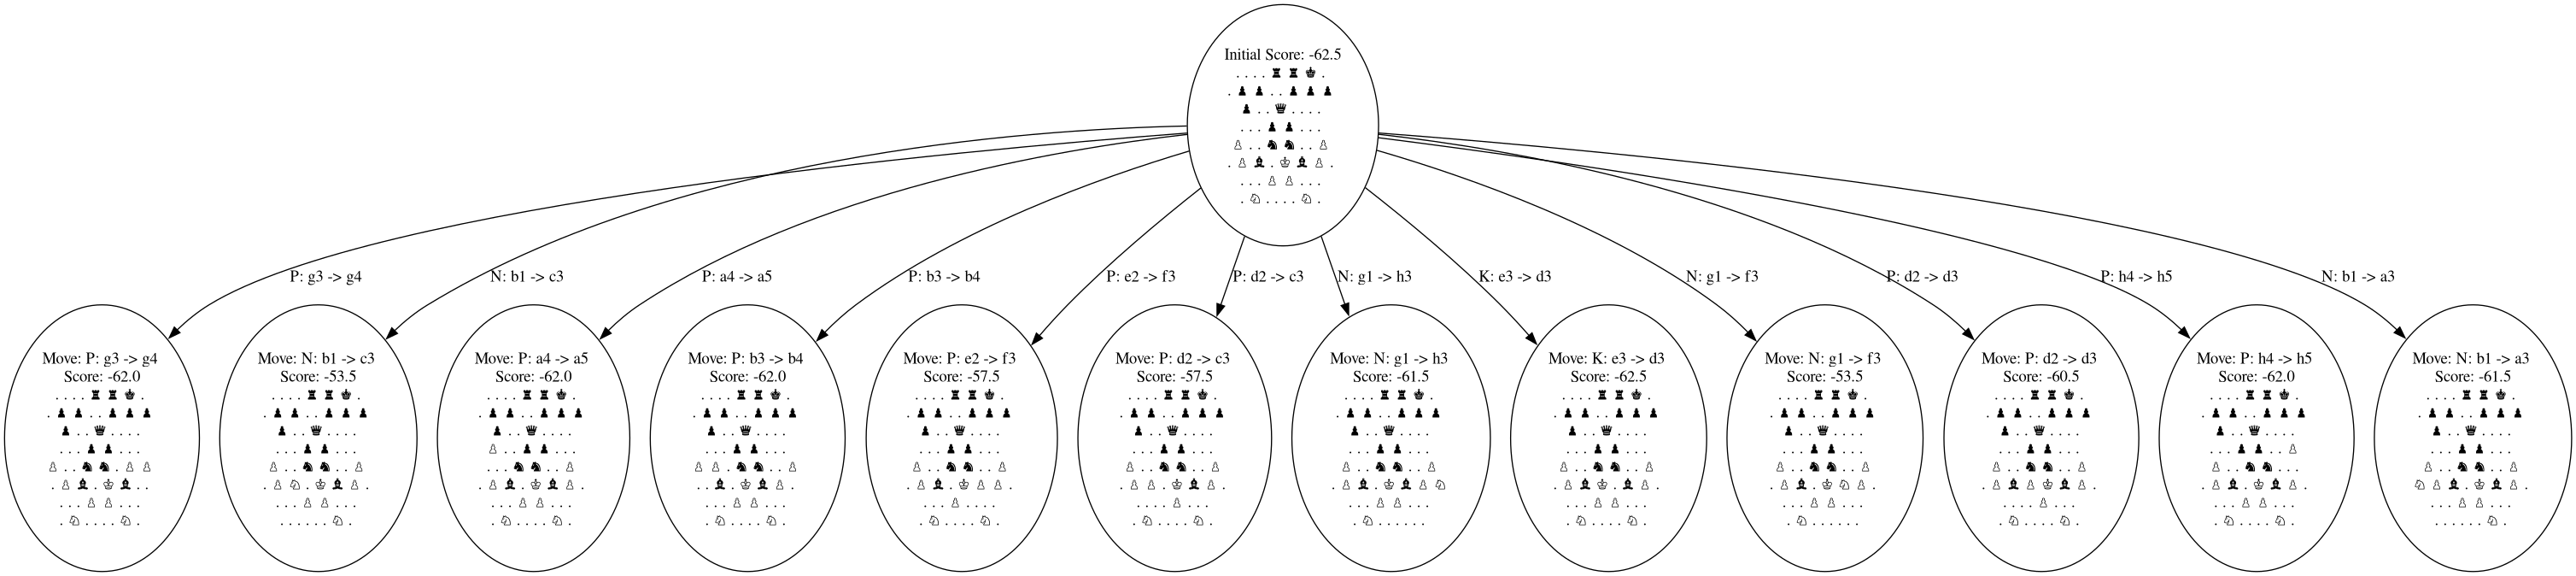 Initial Score: -62.5
. . . . ♜ ♜ ♚ .
. ♟ ♟ . . ♟ ♟ ♟
♟ . . ♛ . . . .
. . . ♟ ♟ . . .
♙ . . ♞ ♞ . . ♙
. ♙ ♝ . ♔ ♝ ♙ .
. . . ♙ ♙ . . .
. ♘ . . . . ♘ .
P: g3 -> g4
N: b1 -> c3
P: a4 -> a5
P: b3 -> b4
P: e2 -> f3
P: d2 -> c3
N: g1 -> h3
K: e3 -> d3
N: g1 -> f3
P: d2 -> d3
P: h4 -> h5
N: b1 -> a3
Move: P: g3 -> g4
Score: -62.0
. . . . ♜ ♜ ♚ .
. ♟ ♟ . . ♟ ♟ ♟
♟ . . ♛ . . . .
. . . ♟ ♟ . . .
♙ . . ♞ ♞ . ♙ ♙
. ♙ ♝ . ♔ ♝ . .
. . . ♙ ♙ . . .
. ♘ . . . . ♘ .
Move: N: b1 -> c3
Score: -53.5
. . . . ♜ ♜ ♚ .
. ♟ ♟ . . ♟ ♟ ♟
♟ . . ♛ . . . .
. . . ♟ ♟ . . .
♙ . . ♞ ♞ . . ♙
. ♙ ♘ . ♔ ♝ ♙ .
. . . ♙ ♙ . . .
. . . . . . ♘ .
Move: P: a4 -> a5
Score: -62.0
. . . . ♜ ♜ ♚ .
. ♟ ♟ . . ♟ ♟ ♟
♟ . . ♛ . . . .
♙ . . ♟ ♟ . . .
. . . ♞ ♞ . . ♙
. ♙ ♝ . ♔ ♝ ♙ .
. . . ♙ ♙ . . .
. ♘ . . . . ♘ .
Move: P: b3 -> b4
Score: -62.0
. . . . ♜ ♜ ♚ .
. ♟ ♟ . . ♟ ♟ ♟
♟ . . ♛ . . . .
. . . ♟ ♟ . . .
♙ ♙ . ♞ ♞ . . ♙
. . ♝ . ♔ ♝ ♙ .
. . . ♙ ♙ . . .
. ♘ . . . . ♘ .
Move: P: e2 -> f3
Score: -57.5
. . . . ♜ ♜ ♚ .
. ♟ ♟ . . ♟ ♟ ♟
♟ . . ♛ . . . .
. . . ♟ ♟ . . .
♙ . . ♞ ♞ . . ♙
. ♙ ♝ . ♔ ♙ ♙ .
. . . ♙ . . . .
. ♘ . . . . ♘ .
Move: P: d2 -> c3
Score: -57.5
. . . . ♜ ♜ ♚ .
. ♟ ♟ . . ♟ ♟ ♟
♟ . . ♛ . . . .
. . . ♟ ♟ . . .
♙ . . ♞ ♞ . . ♙
. ♙ ♙ . ♔ ♝ ♙ .
. . . . ♙ . . .
. ♘ . . . . ♘ .
Move: N: g1 -> h3
Score: -61.5
. . . . ♜ ♜ ♚ .
. ♟ ♟ . . ♟ ♟ ♟
♟ . . ♛ . . . .
. . . ♟ ♟ . . .
♙ . . ♞ ♞ . . ♙
. ♙ ♝ . ♔ ♝ ♙ ♘
. . . ♙ ♙ . . .
. ♘ . . . . . .
Move: K: e3 -> d3
Score: -62.5
. . . . ♜ ♜ ♚ .
. ♟ ♟ . . ♟ ♟ ♟
♟ . . ♛ . . . .
. . . ♟ ♟ . . .
♙ . . ♞ ♞ . . ♙
. ♙ ♝ ♔ . ♝ ♙ .
. . . ♙ ♙ . . .
. ♘ . . . . ♘ .
Move: N: g1 -> f3
Score: -53.5
. . . . ♜ ♜ ♚ .
. ♟ ♟ . . ♟ ♟ ♟
♟ . . ♛ . . . .
. . . ♟ ♟ . . .
♙ . . ♞ ♞ . . ♙
. ♙ ♝ . ♔ ♘ ♙ .
. . . ♙ ♙ . . .
. ♘ . . . . . .
Move: P: d2 -> d3
Score: -60.5
. . . . ♜ ♜ ♚ .
. ♟ ♟ . . ♟ ♟ ♟
♟ . . ♛ . . . .
. . . ♟ ♟ . . .
♙ . . ♞ ♞ . . ♙
. ♙ ♝ ♙ ♔ ♝ ♙ .
. . . . ♙ . . .
. ♘ . . . . ♘ .
Move: P: h4 -> h5
Score: -62.0
. . . . ♜ ♜ ♚ .
. ♟ ♟ . . ♟ ♟ ♟
♟ . . ♛ . . . .
. . . ♟ ♟ . . ♙
♙ . . ♞ ♞ . . .
. ♙ ♝ . ♔ ♝ ♙ .
. . . ♙ ♙ . . .
. ♘ . . . . ♘ .
Move: N: b1 -> a3
Score: -61.5
. . . . ♜ ♜ ♚ .
. ♟ ♟ . . ♟ ♟ ♟
♟ . . ♛ . . . .
. . . ♟ ♟ . . .
♙ . . ♞ ♞ . . ♙
♘ ♙ ♝ . ♔ ♝ ♙ .
. . . ♙ ♙ . . .
. . . . . . ♘ .